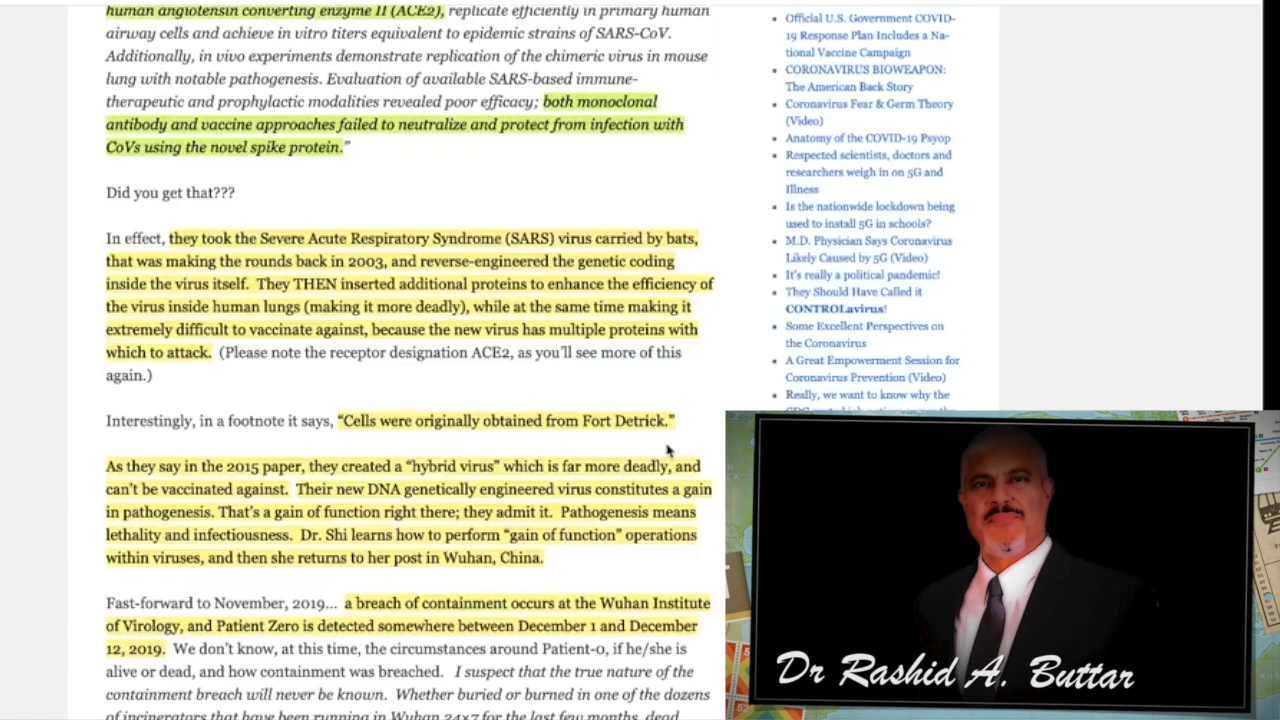 human angiotensin converting enzyme II (ACE2), replicate efficiently in primary human
airway cells and achieve in vitro titers equivalent to epidemic strains of SARS-CoV.
Additionally, in vivo experiments demonstrate replication of the chimeric virus in mouse
lung with notable pathogenesis. Evaluation of available SARS-based immune-
therapeutic and prophylactic modalities revealed poor efficacy; both monoclonal
antibody and vaccine approaches failed to neutralize and protect from infection with
CoVs using the novel spike protein."
Did you get that???
In effect, they took the Severe Acute Respiratory Syndrome (SARS) virus carried by bats,
that was making the rounds back in 2003, and reverse-engineered the genetic coding
inside the virus itself. They THEN inserted additional proteins to enhance the efficiency of
the virus inside human lungs (making it more deadly), while at the same time making it
extremely difficult to vaccinate against, because the new virus has multiple proteins with
which to attack. (Please note the receptor designation ACE2, as you'll see more of this
again.)
Interestingly, in a footnote it says, "Cells were originally obtained from Fort Detrick."
As they say in the 2015 paper, they created a "hybrid virus" which is far more deadly, and
can't be vaccinated against. Their new DNA genetically engineered virus constitutes a gain
in pathogenesis. That's a gain of function right there; they admit it. Pathogenesis means
lethality and infectiousness. Dr. Shi learns how to perform "gain of function" operations
within viruses, and then she returns to her post in Wuhan, China.
Fast-forward to November, 2019... a breach of containment occurs at the Wuhan Institute
of Virology, and Patient Zero is detected somewhere between December 1 and December
12, 2019. We don't know, at this time, the circumstances around Patient-0, if he/she is
alive or dead, and how containment was breached. I suspect that the true nature of the
containment breach will never be known. Whether buried or burned in one of the dozens
of incinerators that have been running in Wuhan 24x7 for the last few months, dead
Official U.S. Government COVID-
19 Response Plan Includes a Na-
tional Vaccine Campaign
CORONAVIRUS BIOWEAPON:
The American Back Story
Coronavirus Fear & Germ Theory
(Video)
Anatomy of the COVID-19 Psyop
Respected scientists, doctors and
researchers weigh in on 5G and
Illness
Is the nationwide lockdown being
used to install 5G in schools?
M.D. Physician Says Coronavirus
Likely Caused by 5G (Video)
It's really a political pandemic!
They Should Have Called it
CONTROLavirus!
Some Excellent Perspectives on
the Coronavirus
A Great Empowerment Session for
Coronavirus Prevention (Video)
Really, we want to know why the
Dr Rashid A. Buttar